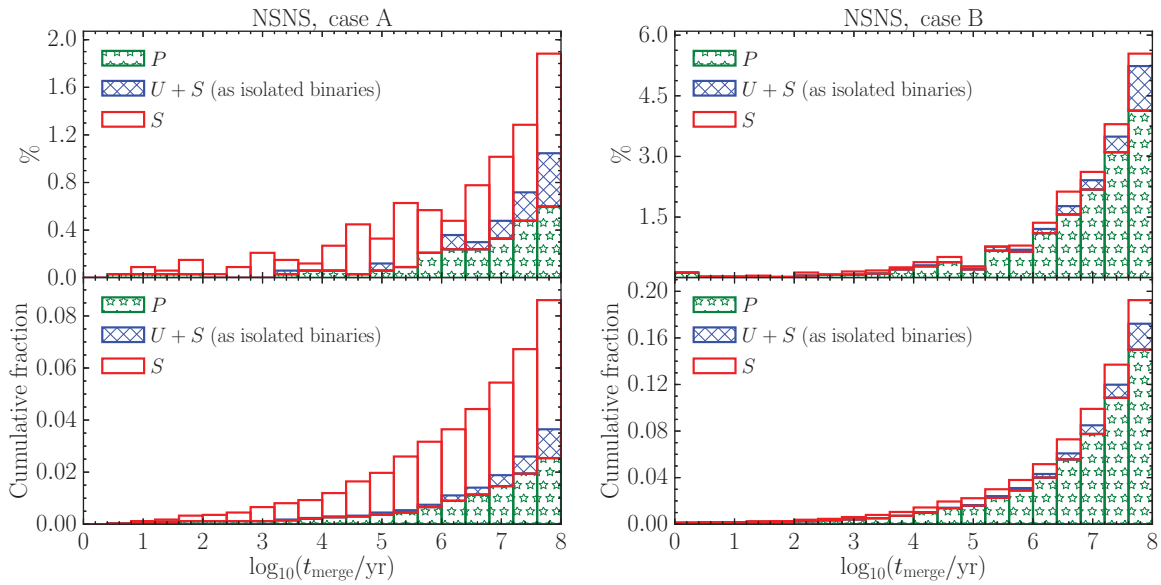 NSNS, case A
2.0
1.6
1.2
0.8
0.4
0.0
%
P
U + S (as isolated binaries)
S
0.08
0.06
0.04
0.02
0.00
Cumulative fraction
P
U + S (as isolated binaries)
S
1 2 3 4 5 6 7 8
log₁₀(t_merge/yr)
NSNS, case B
6.0
4.5
3.0
1.5
%
P
U + S (as isolated binaries)
S
0.20
0.16
0.12
0.08
0.04
0.00
Cumulative fraction
P
U + S (as isolated binaries)
S
0 1 2 3 4 5 6 7 8
log₁₀(t_merge/yr)